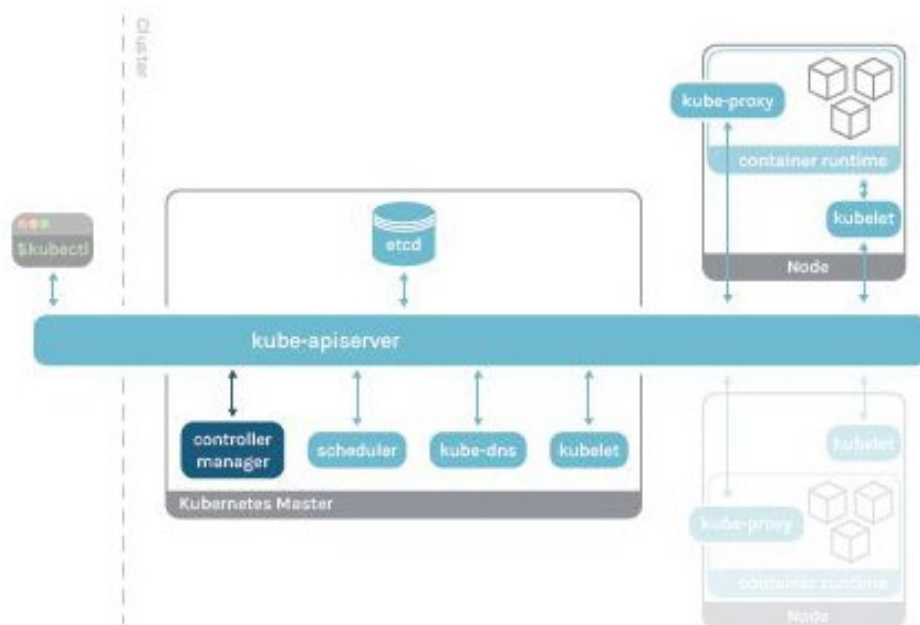 Cluster
kube-proxy
container runtime
kubelet
Node
$kubectl
etcd
kube-apiserver
controller
manager
scheduler
kube-dns
kubelet
Kubernetes Master
kubelet
kube-proxy
container runtime
Node